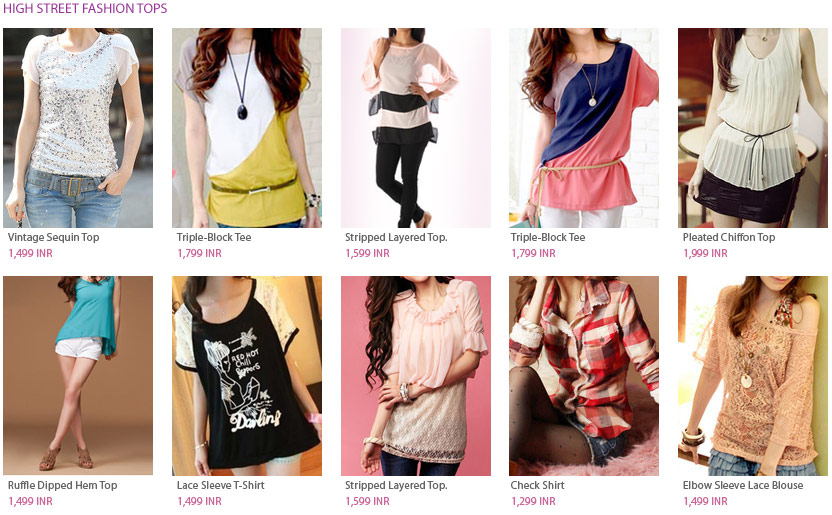 HIGH STREET FASHION TOPS
Vintage Sequin Top
1,499 INR
Triple-Block Tee
1,799 INR
Stripped Layered Top.
1,599 INR
Triple-Block Tee
1,799 INR
Pleated Chiffon Top
1,999 INR
RED HOT
Chili
Peppers
Darling
Ruffle Dipped Hem Top
1,499 INR
Lace Sleeve T-Shirt
1,499 INR
Stripped Layered Top.
1,599 INR
Check Shirt
1,299 INR
Elbow Sleeve Lace Blouse
1,499 INR